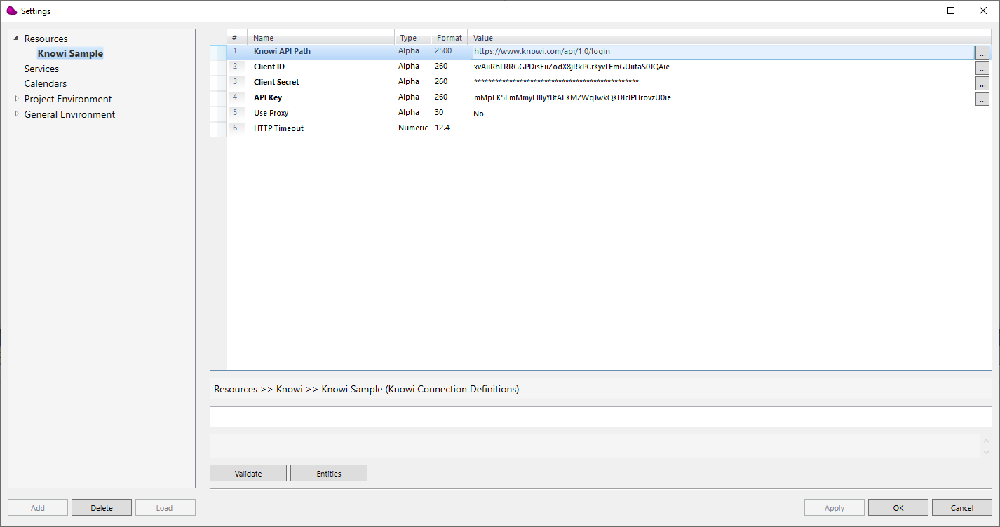 Settings
Resources
Knowi Sample
Services
Calendars
Project Environment
General Environment
# Name Type Format Value
1 Knowi API Path Alpha 2500 https://www.knowi.com/api/1.0/login ...
2 Client ID Alpha 260 xvAiiRhLRRGGPDisEiiZodX8jRkPCrKyvLFmGUiitaS0JQAie ...
3 Client Secret Alpha 260 *********************************************** ...
4 API Key Alpha 260 mMpFK5FmMmyEIIIyYBtAEKMZWqJwkQKDIcIPHrovzU0ie ...
5 Use Proxy Alpha 30 No
6 HTTP Timeout Numeric 12.4
Resources >> Knowi >> Knowi Sample (Knowi Connection Definitions)
Validate Entities
Add Delete Load Apply OK Cancel